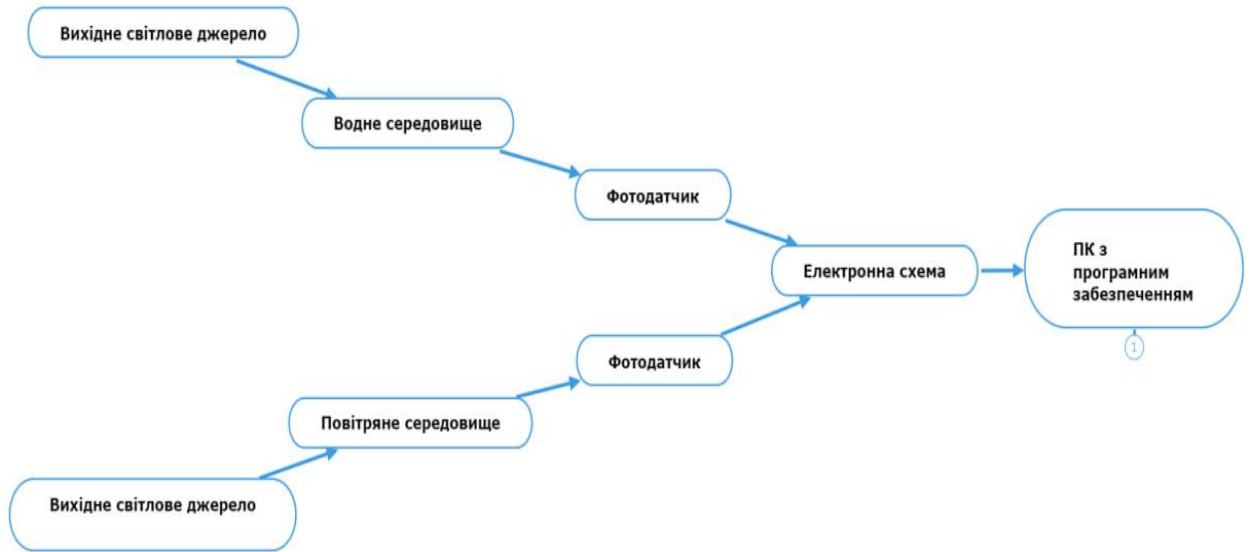 Вихідне світлове джерело
Водне середовище
Фотодатчик
Електронна схема
ПК з
програмним
забезпеченням
1
Фотодатчик
Повітряне середовище
Вихідне світлове джерело